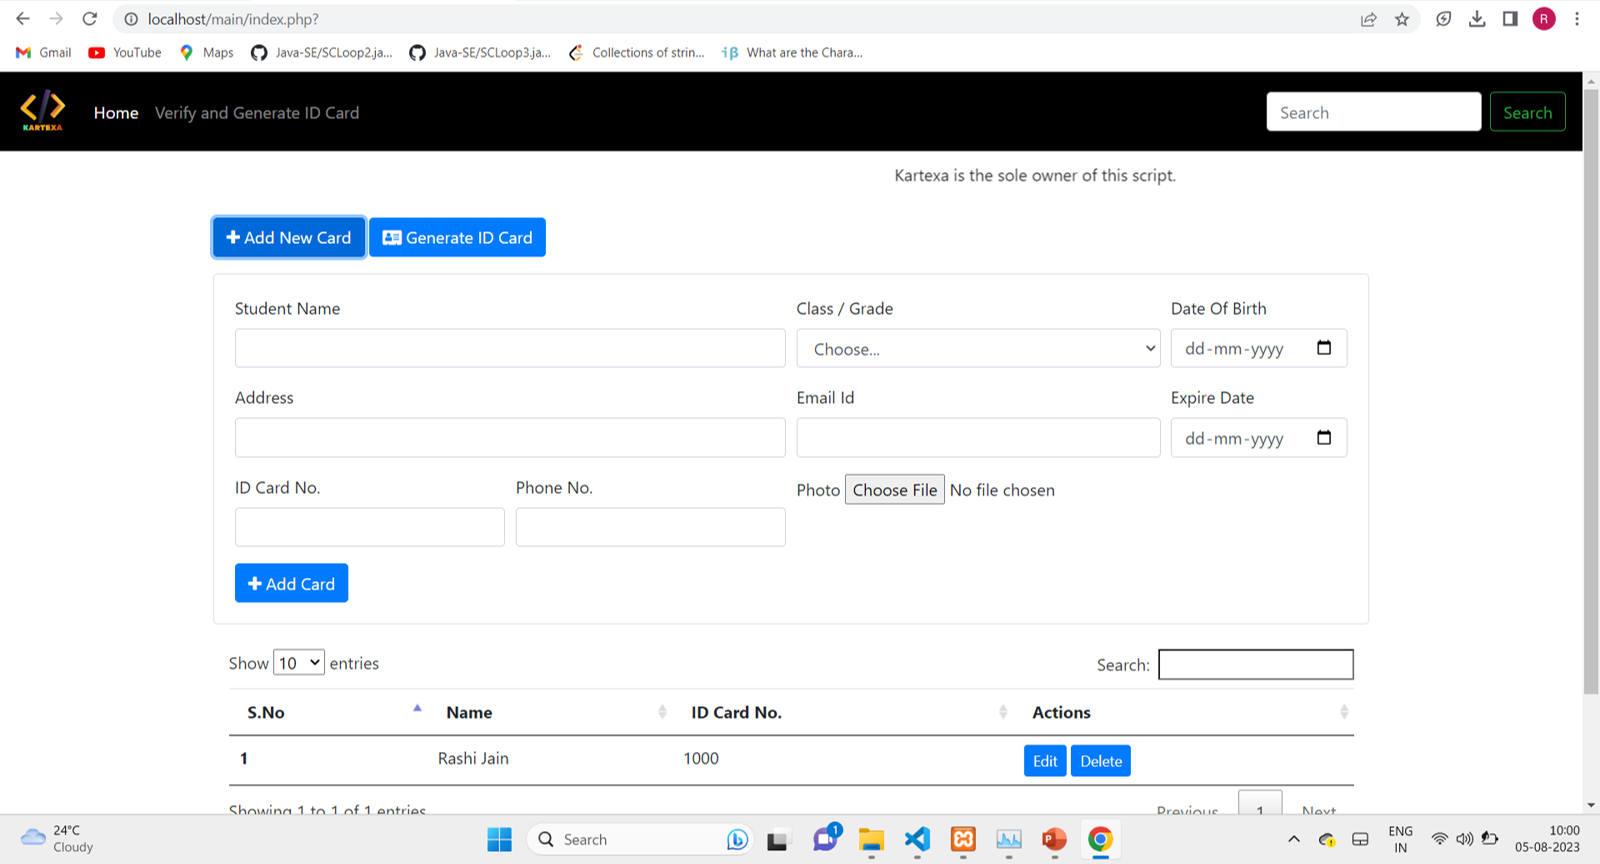 localhost/main/index.php?
R
Gmail YouTube Maps Java-SE/SCLoop2.ja... Java-SE/SCLoop3.ja... Collections of strin... What are the Chara...
KARTEXA
Home Verify and Generate ID Card Search Search
Kartexa is the sole owner of this script.
Add New Card Generate ID Card
Student Name Class / Grade Date Of Birth
Choose... dd-mm-yyyy
Address Email Id Expire Date
dd-mm-yyyy
ID Card No. Phone No. Photo Choose File No file chosen
Add Card
Show 10 entries Search:
S.No Name ID Card No. Actions
1 Rashi Jain 1000 Edit Delete
Showing 1 to 1 of 1 entries Previous 1 Next
24°C
Cloudy
Search
1
ENG
IN
10:00
05-08-2023